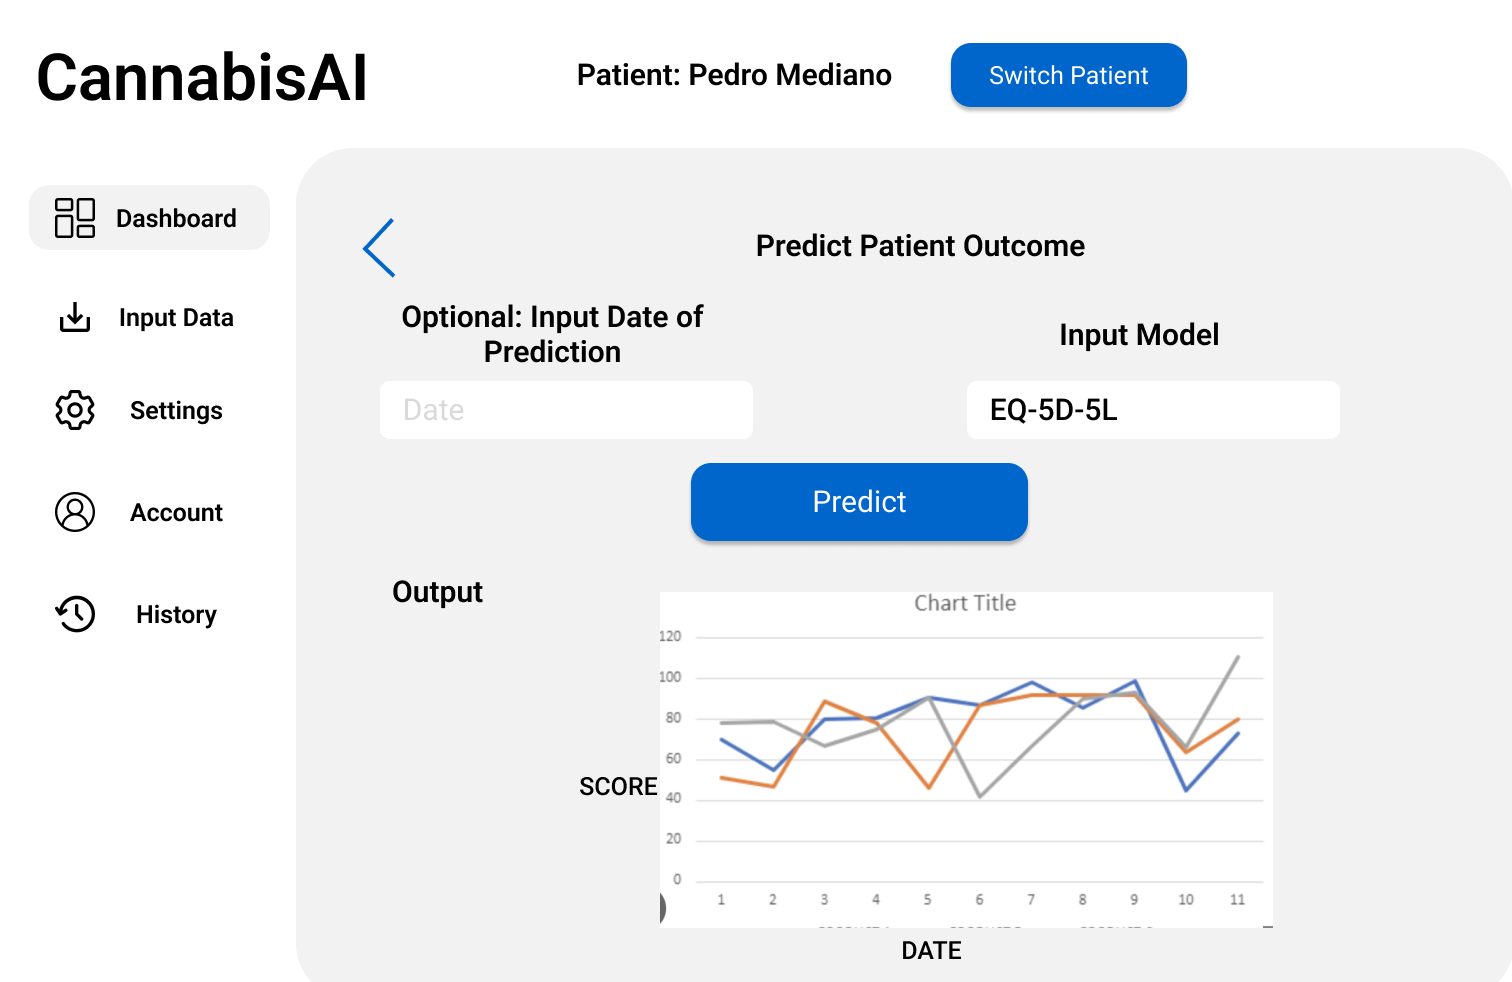 CannabisAI
Patient: Pedro Mediano
Switch Patient
Dashboard
Input Data
Settings
Account
History
Predict Patient Outcome
Optional: Input Date of
Prediction
Date
Input Model
EQ-5D-5L
Predict
Output
Chart Title
120
100
80
60
40
20
0
SCORE
1 2 3 4 5 6 7 8 9 10 11
DATE